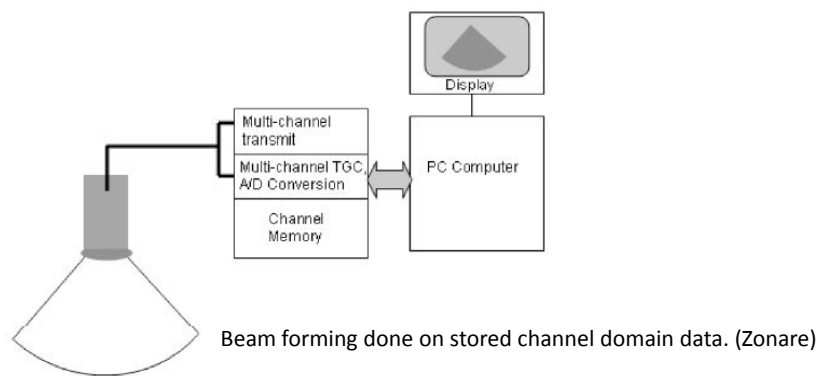 Display
Multi-channel
transmit
Multi-channel TGC,
A/D Conversion
PC Computer
Channel
Memory
Beam forming done on stored channel domain data. (Zonare)